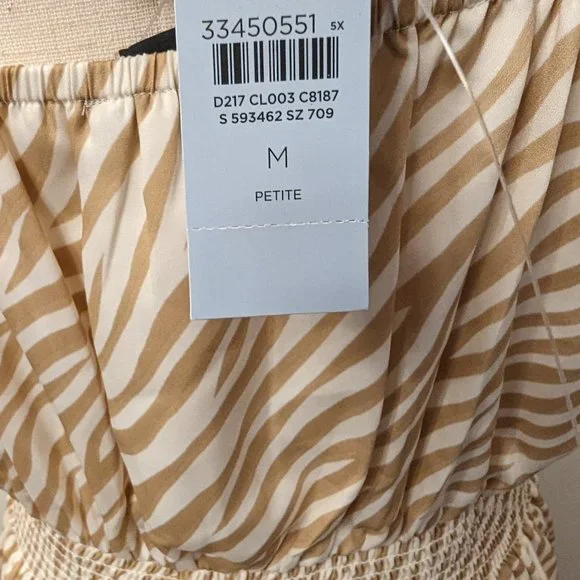 33450551 5X
D217 CL003 C8187
S 593462 SZ 709
M
PETITE